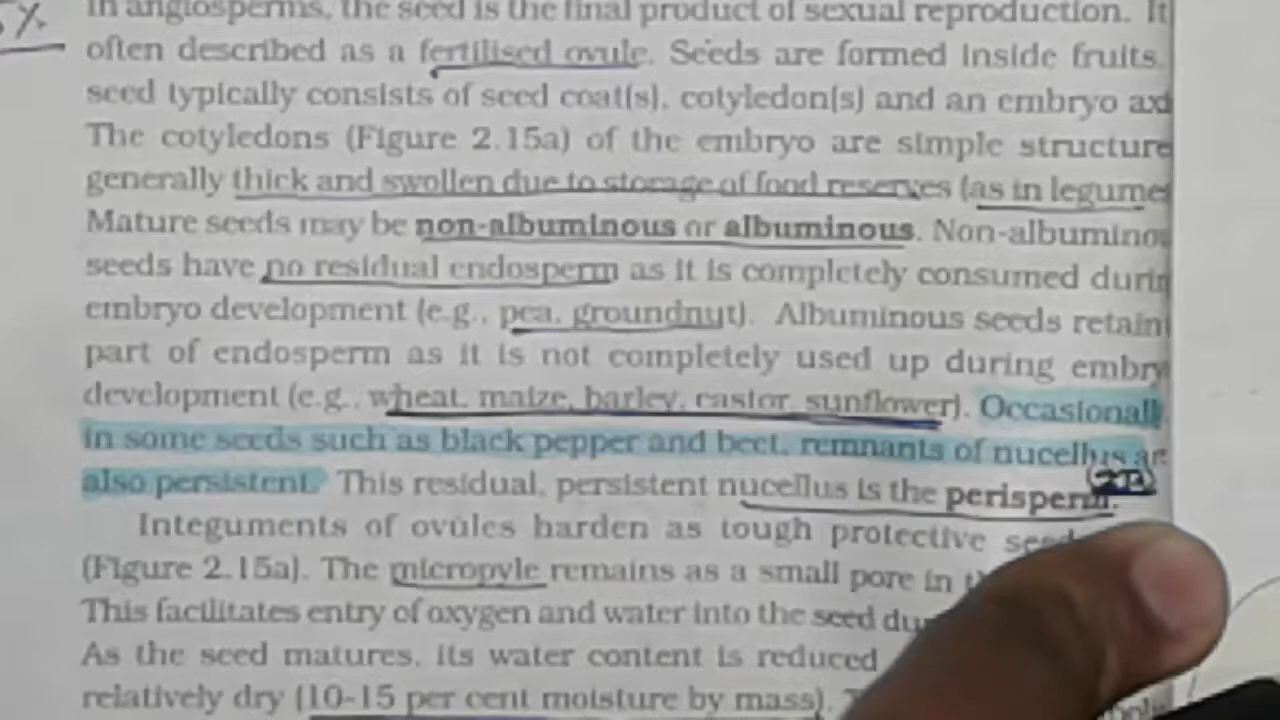 5%
In angiosperms, the seed is the final product of sexual reproduction. It
often described as a fertilised ovule. Seeds are formed inside fruits.
seed typically consists of seed coat(s), cotyledon(s) and an embryo ax
The cotyledons (Figure 2.15a) of the embryo are simple structure
generally thick and swollen due to storage of food reserves (as in legume
Mature seeds may be non-albuminous or albuminous. Non-albumino
seeds have no residual endosperm as it is completely consumed durin
embryo development (e.g., pea, groundnut). Albuminous seeds retain
part of endosperm as it is not completely used up during embry
development (e.g., wheat, maize, barley, castor, sunflower). Occasionall
in some seeds such as black pepper and beet, remnants of nucellus ar
also persistent. This residual, persistent nucellus is the perisperm.
Integuments of ovules harden as tough protective
(Figure 2.15a). The micropyle remains as a small pore in
This facilitates entry of oxygen and water into the seed du
As the seed matures, its water content is reduced
relatively dry (10-15 per cent moisture by mass).